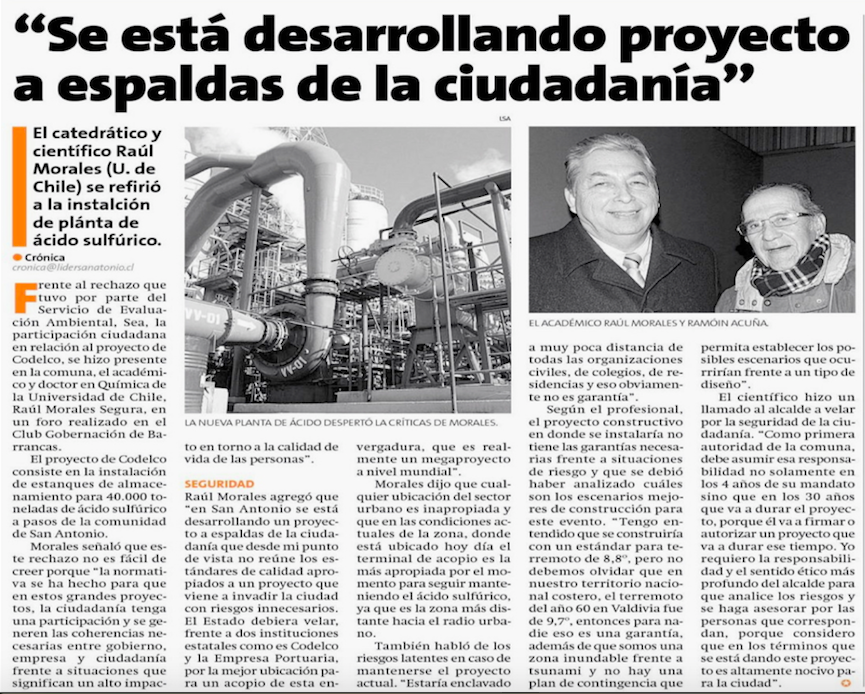 “Se está desarrollando proyecto
a espaldas de la ciudadanía”
LSA
El catedrático y
científico Raúl
Morales (U. de
Chile) se refirió
a la instalción
de plánta de
ácido sulfúrico.
Crónica
cronica@lidersanatonio.cl
Frente al rechazo que
tuvo por parte del
Servicio de Evalua-
ción Ambiental, Sea, la
participación ciudadana
en relación al proyecto de
Codelco, se hizo presente
en la comuna, el académi-
co y doctor en Química de
la Universidad de Chile,
Raúl Morales Segura, en
un foro realizado en el
Club Gobernación de Ba-
rrancas.
El proyecto de Codelco
consiste en la instalación
de estanques de almace-
namiento para 40.000 to-
neladas de ácido sulfúrico
a pasos de la comunidad
de San Antonio.
Morales señaló que es-
te rechazo no es fácil de
creer porque “la normati-
va se ha hecho para que
en estos grandes proyec-
tos, la ciudadanía tenga
una participación y se ge-
neren las coherencias ne-
cesarias entre gobierno,
empresa y ciudadanía
frente a situaciones que
significan un alto impac-
VV-01
VV-01
LA NUEVA PLANTA DE ÁCIDO DESPERTÓ LA CRÍTICAS DE MORALES.
to en torno a la calidad de
vida de las personas”.
SEGURIDAD
Raúl Morales agregó que
“en San Antonio se está
desarrollando un proyec-
to a espaldas de la ciuda-
danía que desde mi punto
de vista no reúne los es-
tándares de calidad apro-
piados a un proyecto que
viene a invadir la ciudad
con riesgos innecesarios.
El Estado debiera velar,
frente a dos instituciones
estatales como es Codelco
y la Empresa Portuaria,
por la mejor ubicación pa-
ra un acopio de esta en-
vergadura, que es real-
mente un megaproyecto
a nivel mundial”.
Morales dijo que cual-
quier ubicación del sector
urbano es inapropiada y
que en las condiciones ac-
tuales de la zona, donde
está ubicado hoy día el
terminal de acopio es la
más apropiada por el mo-
mento para seguir mante-
niendo el ácido sulfúrico,
ya que es la zona más dis-
tante hacia el radio urba-
no.
También habló de los
riesgos latentes en caso de
mantenerse el proyecto
actual. “Estaría enclavado
EL ACADÉMICO RAÚL MORALES Y RAMÓIN ACUÑA.
a muy poca distancia de
todas las organizaciones
civiles, de colegios, de re-
sidencias y eso obviamen-
te no es garantía”.
Según el profesional,
el proyecto constructivo
en donde se instalaría no
tiene las garantías necesa-
rias frente a situaciones
de riesgo y que se debió
haber analizado cuáles
son los escenarios mejo-
res de construcción para
este evento. “Tengo en-
tendido que se construiría
con un estándar para te-
rremoto de 8,8°, pero no
debemos olvidar que en
nuestro territorio nacio-
nal costero, el terremoto
del año 60 en Valdivia fue
de 9,7°, entonces para na-
die eso es una garantía,
además de que somos una
zona inundable frente a
tsunami y no hay una
plan de contingencia que
permita establecer los po-
sibles escenarios que ocu-
rrirían frente a un tipo de
diseño”.
El científico hizo un
llamado al alcalde a velar
por la seguridad de la ciu-
danía. “Como primera
autoridad de la comuna,
debe asumir esa respons-
abilidad no solamente en
los 4 años de su mandato
sino que en los 30 años
que va a durar el proyec-
to, porque él va a firmar o
autorizar un proyecto que
va a durar ese tiempo. Yo
requiero la responsabili-
dad y el sentido ético más
profundo del alcalde para
que analice los riesgos y
se haga asesorar por las
personas que correspon-
dan, porque considero
que en los términos que
se está dando este proyec-
to es altamente nocivo pa-
ra la ciudad”.